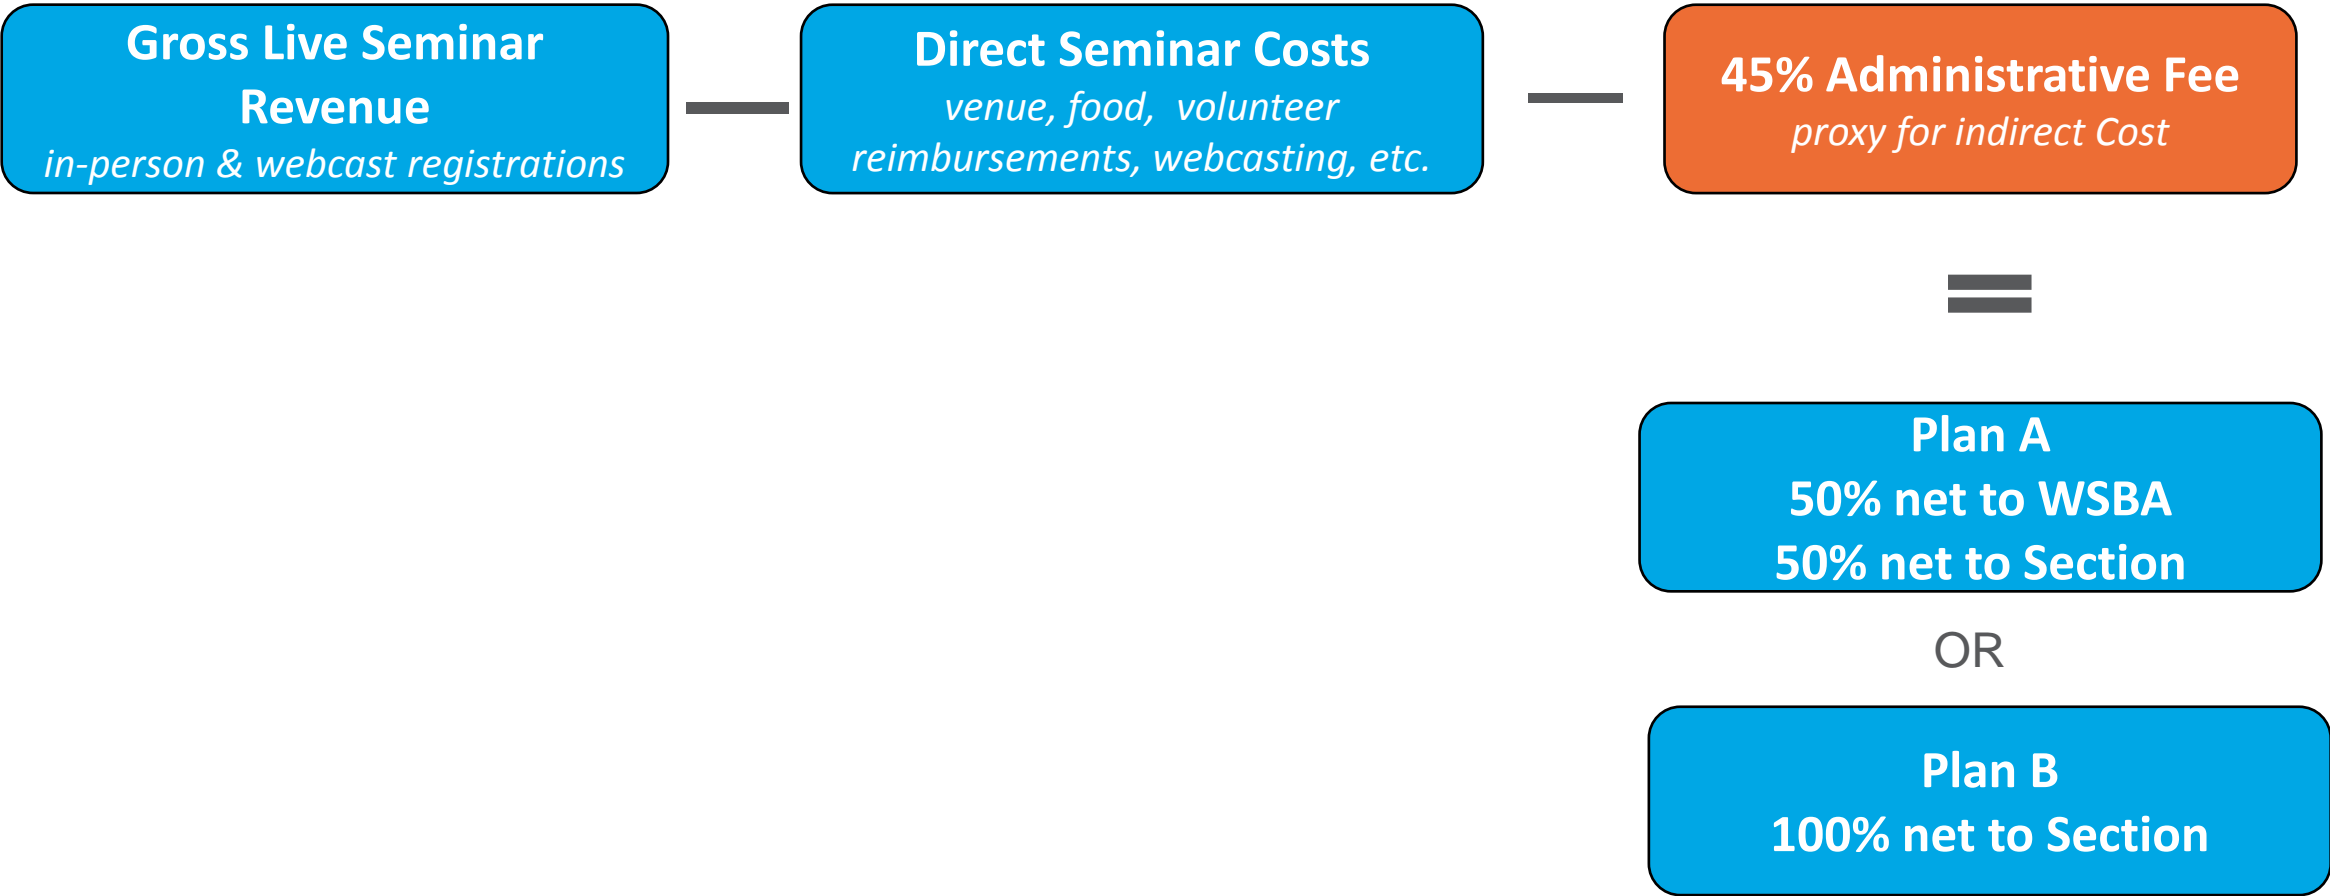 Gross Live Seminar
Revenue
in-person & webcast registrations
Direct Seminar Costs
venue, food, volunteer
reimbursements, webcasting, etc.
45% Administrative Fee
proxy for indirect Cost
Plan A
50% net to WSBA
50% net to Section
OR
Plan B
100% net to Section